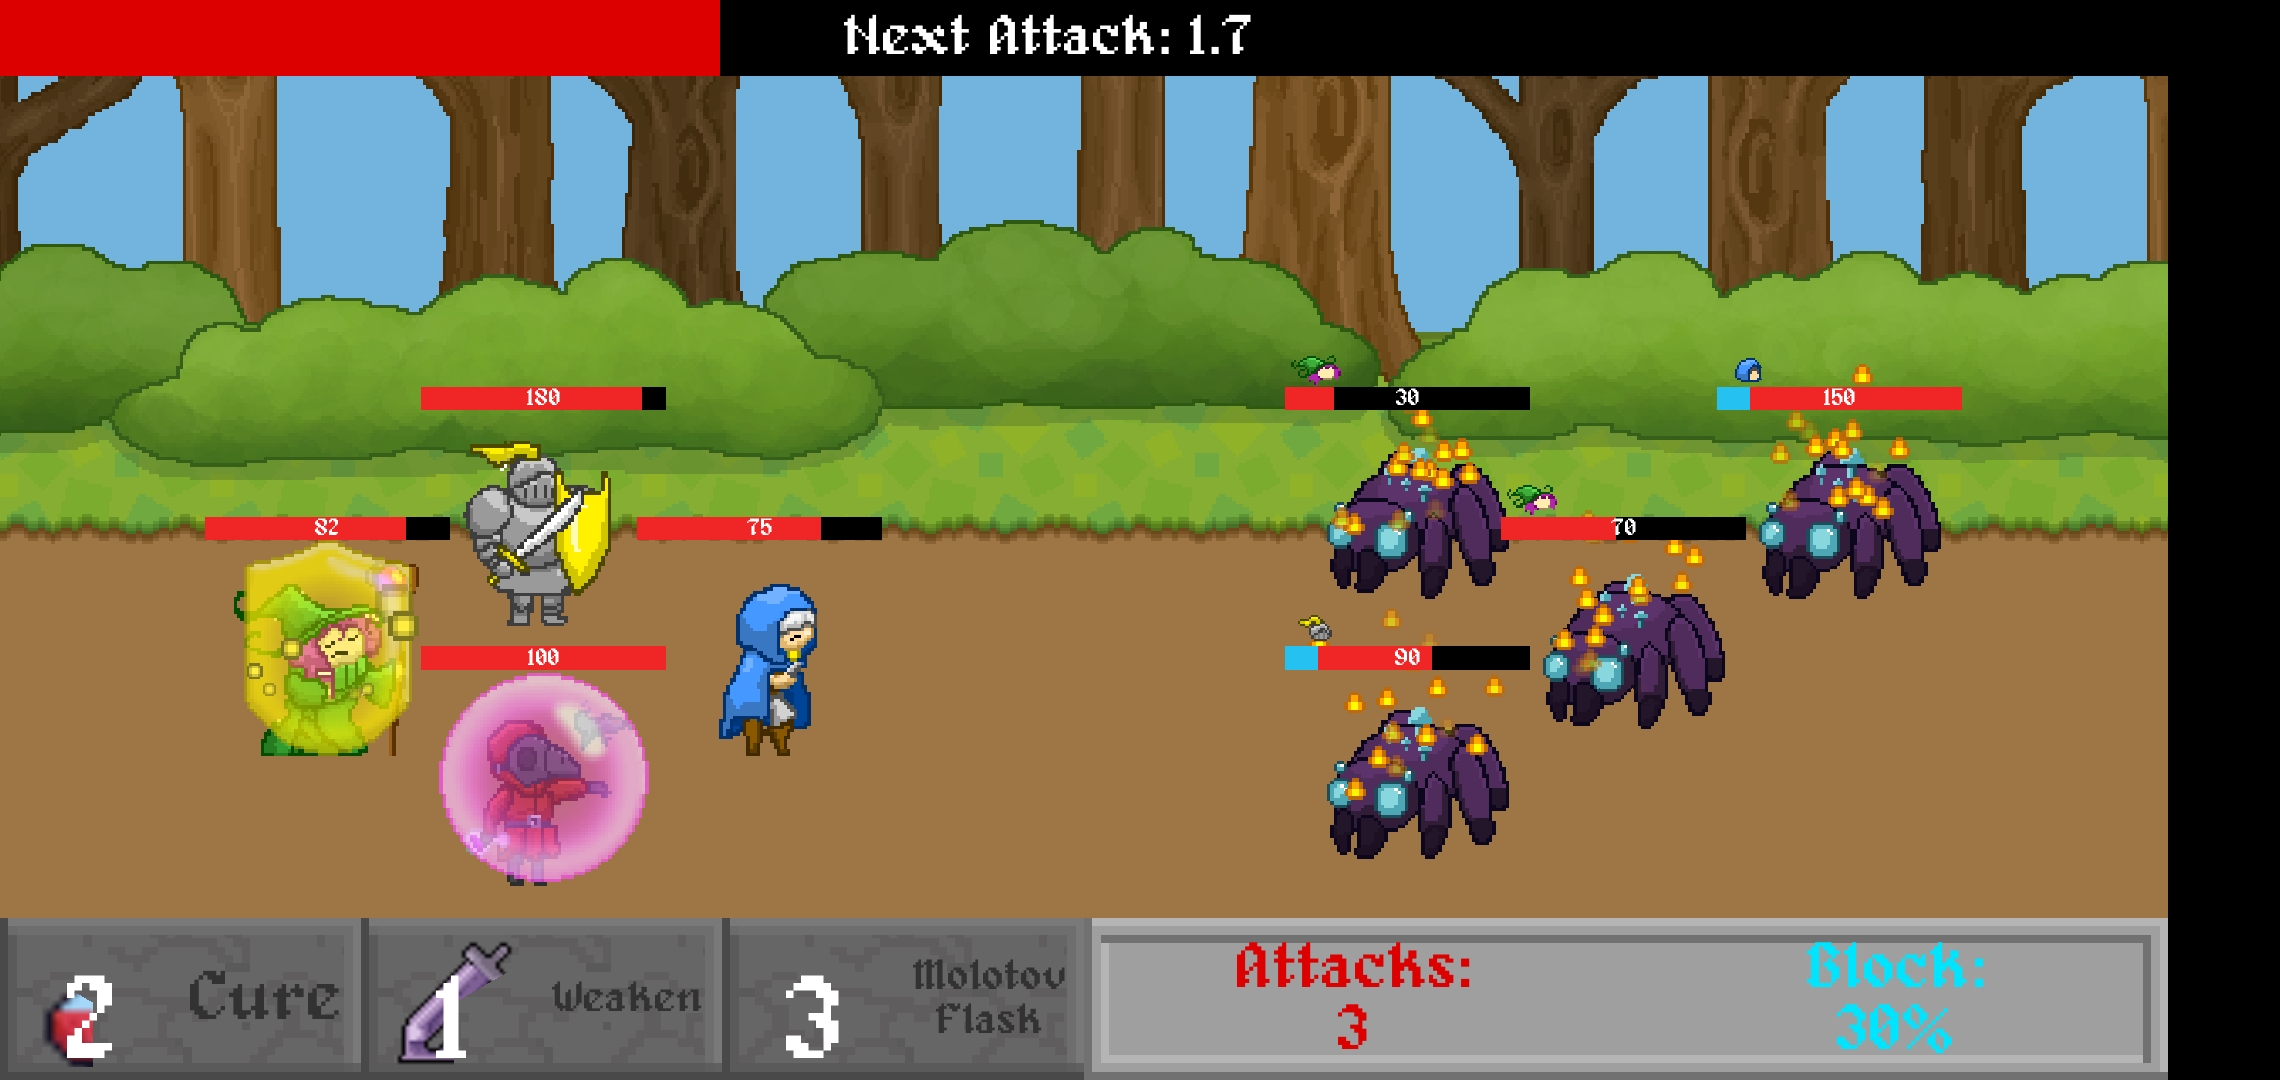 Next Attack: 1.7
180
30
150
82
75
70
100
90
2 Cure
1 Weaken
3 Molotov
Flask
Attacks:
3
Block:
30%